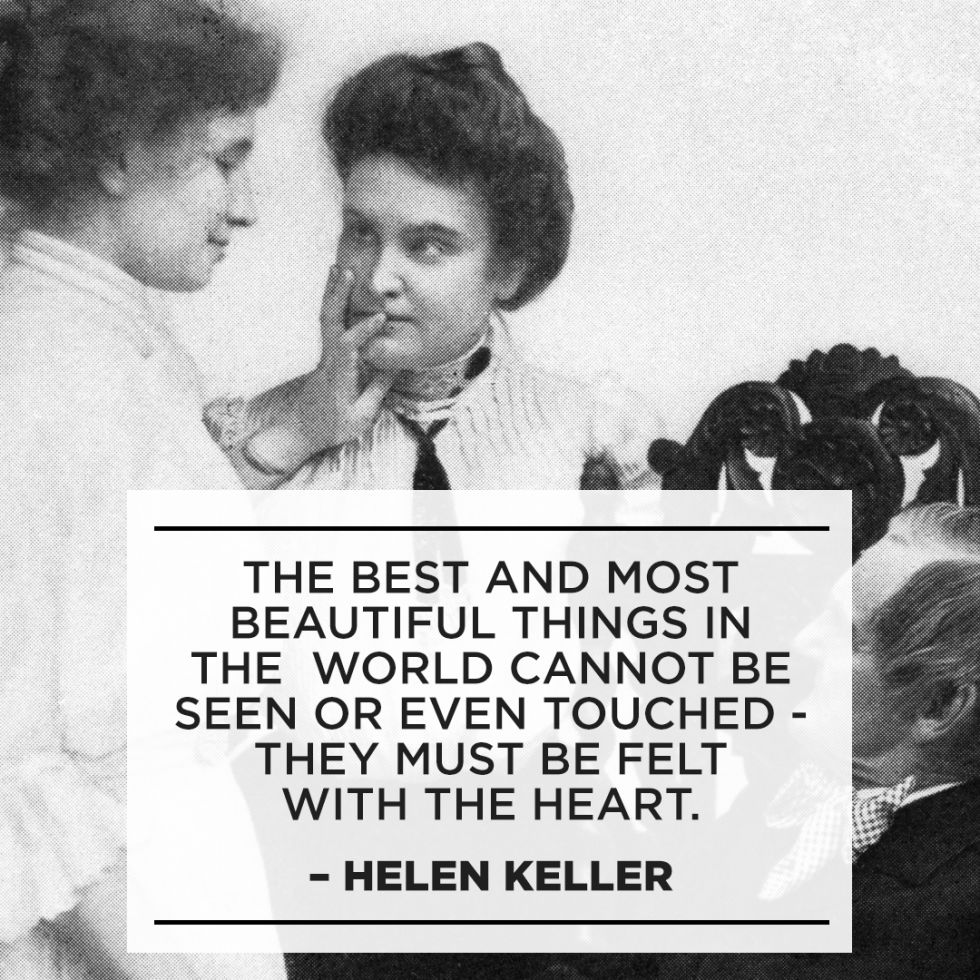 THE BEST AND MOST
BEAUTIFUL THINGS IN
THE  WORLD CANNOT BE
SEEN OR EVEN TOUCHED -
THEY MUST BE FELT
WITH THE HEART.
– HELEN KELLER